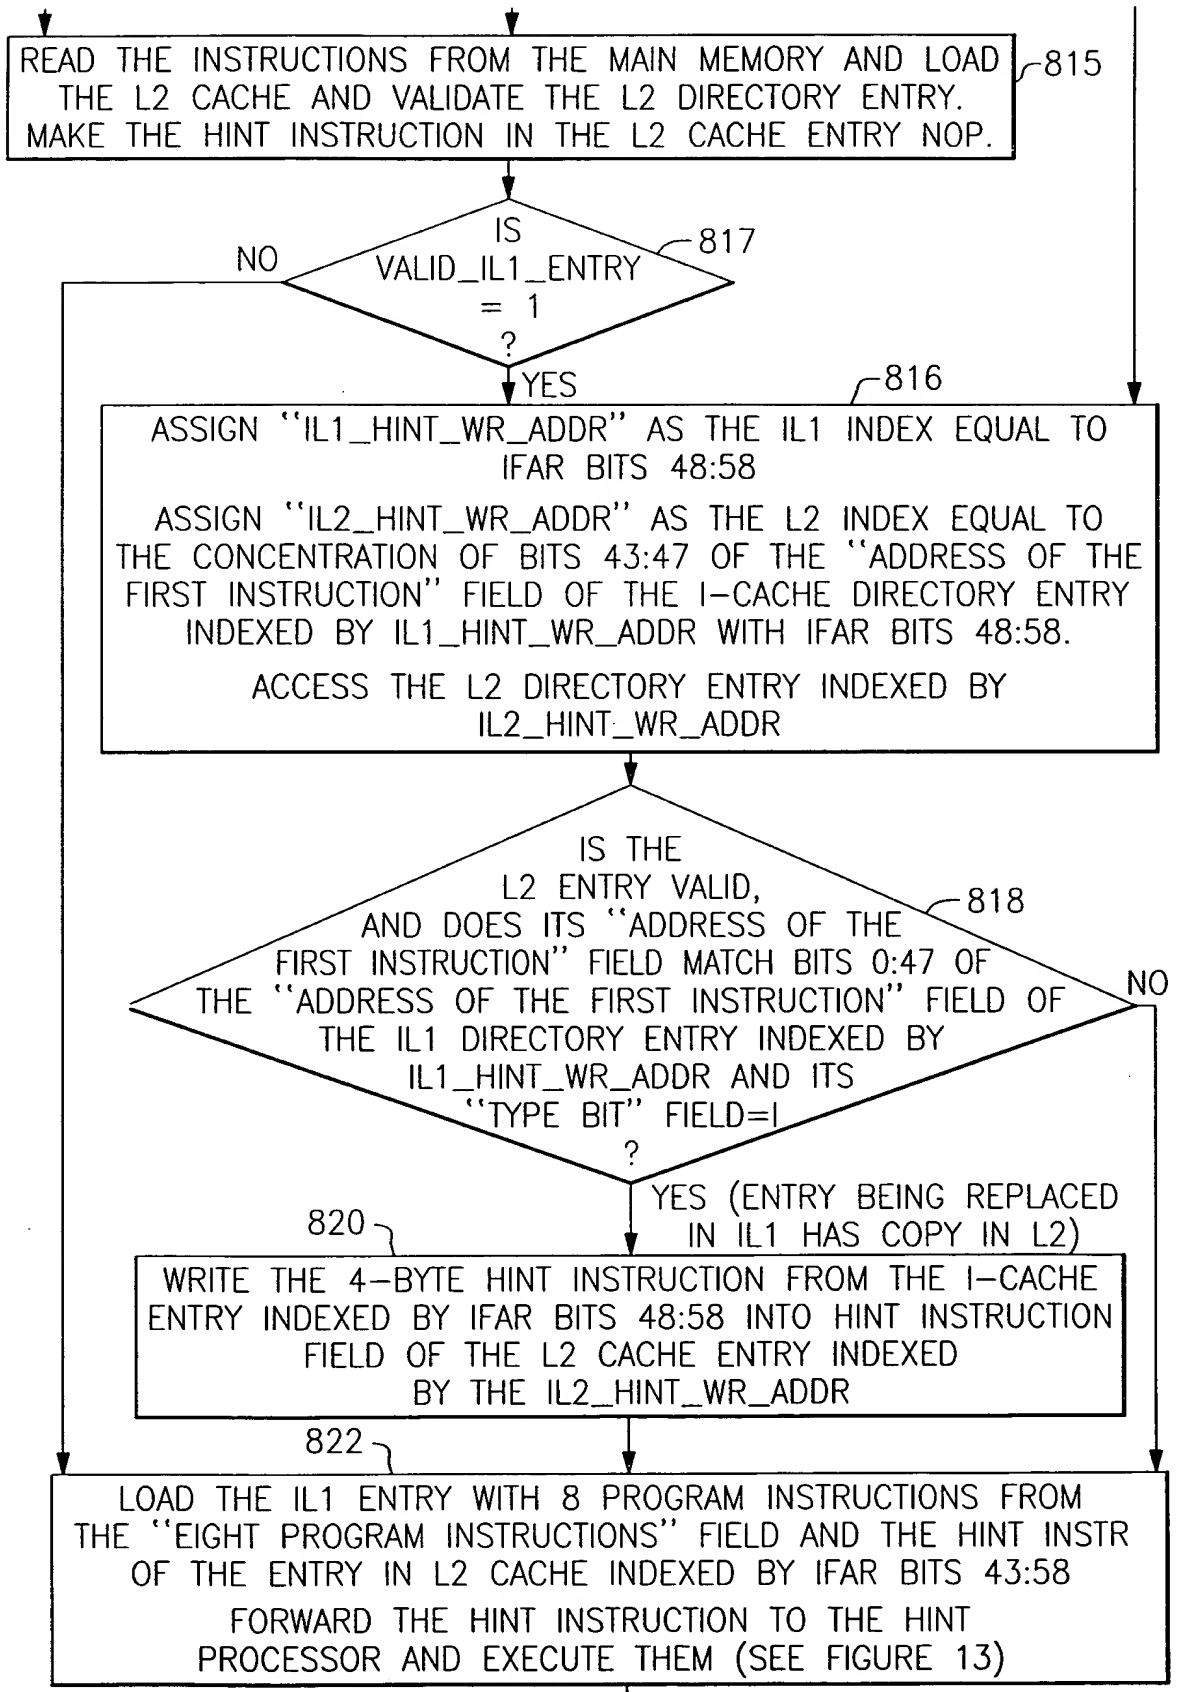 READ THE INSTRUCTIONS FROM THE MAIN MEMORY AND LOAD
THE L2 CACHE AND VALIDATE THE L2 DIRECTORY ENTRY.
MAKE THE HINT INSTRUCTION IN THE L2 CACHE ENTRY NOP.
815
IS
VALID_IL1_ENTRY
= 1
?
817
NO
YES
816
ASSIGN ‘‘IL1_HINT_WR_ADDR’’ AS THE IL1 INDEX EQUAL TO
IFAR BITS 48:58
ASSIGN ‘‘IL2_HINT_WR_ADDR’’ AS THE L2 INDEX EQUAL TO
THE CONCENTRATION OF BITS 43:47 OF THE ‘‘ADDRESS OF THE
FIRST INSTRUCTION’’ FIELD OF THE I-CACHE DIRECTORY ENTRY
INDEXED BY IL1_HINT_WR_ADDR WITH IFAR BITS 48:58.
ACCESS THE L2 DIRECTORY ENTRY INDEXED BY
IL2_HINT_WR_ADDR
IS THE
L2 ENTRY VALID,
AND DOES ITS ‘‘ADDRESS OF THE
FIRST INSTRUCTION’’ FIELD MATCH BITS 0:47 OF
THE ‘‘ADDRESS OF THE FIRST INSTRUCTION’’ FIELD OF
THE IL1 DIRECTORY ENTRY INDEXED BY
IL1_HINT_WR_ADDR AND ITS
‘‘TYPE BIT’’ FIELD=I
?
818
NO
YES (ENTRY BEING REPLACED
IN IL1 HAS COPY IN L2)
820
WRITE THE 4-BYTE HINT INSTRUCTION FROM THE I-CACHE
ENTRY INDEXED BY IFAR BITS 48:58 INTO HINT INSTRUCTION
FIELD OF THE L2 CACHE ENTRY INDEXED
BY THE IL2_HINT_WR_ADDR
822
LOAD THE IL1 ENTRY WITH 8 PROGRAM INSTRUCTIONS FROM
THE ‘‘EIGHT PROGRAM INSTRUCTIONS’’ FIELD AND THE HINT INSTR
OF THE ENTRY IN L2 CACHE INDEXED BY IFAR BITS 43:58
FORWARD THE HINT INSTRUCTION TO THE HINT
PROCESSOR AND EXECUTE THEM (SEE FIGURE 13)